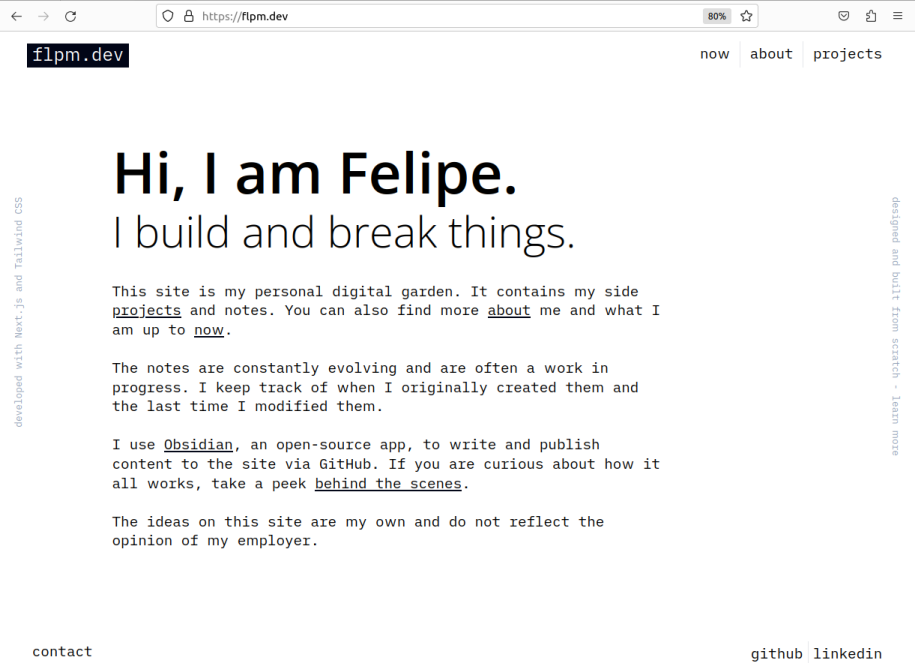 https://flpm.dev
80%
flpm.dev
now
about
projects
Hi, I am Felipe.
I build and break things.
This site is my personal digital garden. It contains my side
projects and notes. You can also find more about me and what I
am up to now.
The notes are constantly evolving and are often a work in
progress. I keep track of when I originally created them and
the last time I modified them.
I use Obsidian, an open-source app, to write and publish
content to the site via GitHub. If you are curious about how it
all works, take a peek behind the scenes.
The ideas on this site are my own and do not reflect the
opinion of my employer.
developed with Next.js and Tailwind CSS
designed and built from scratch - learn more
contact
github
linkedin